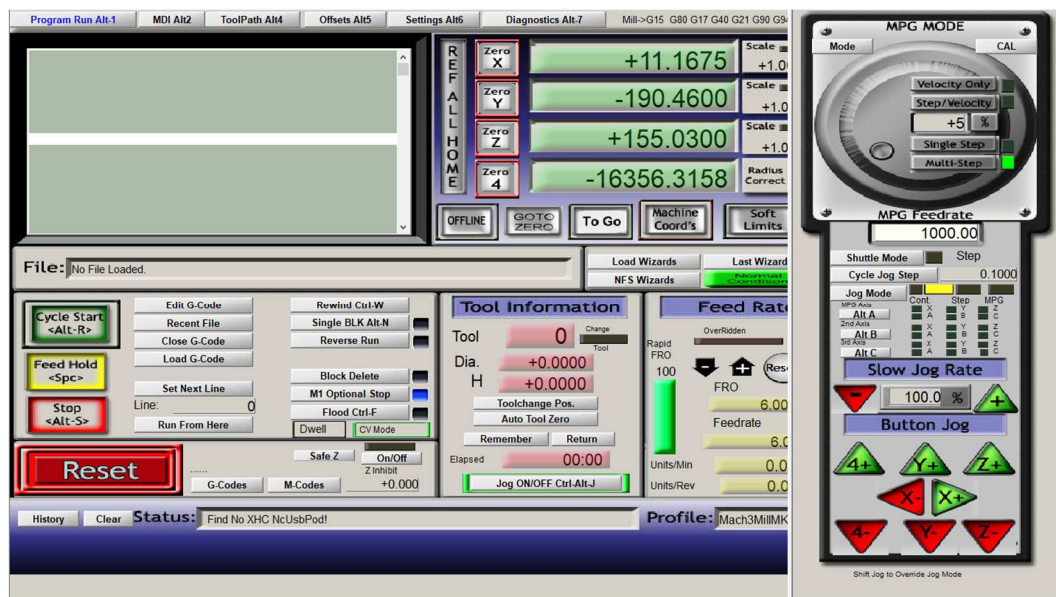 Program Run Alt-1 MDI Alt2 ToolPath Alt4 Offsets Alt5 Settings Alt6 Diagnostics Alt-7 Mill->G15 G80 G17 G40 G21 G90 G94
REF ALL HOME
Zero X +11.1675 Scale +1.00
Zero Y -190.4600 Scale +1.0
Zero Z +155.0300 Scale +1.0
Zero 4 -16356.3158 Radius Correct
OFFLINE GOTO ZERO To Go Machine Coord's Soft Limits
File: No File Loaded.
Load Wizards Last Wizard
NFS Wizards Normal Condition
Cycle Start <Alt-R>
Feed Hold <Spc>
Stop <Alt-S>
Edit G-Code Rewind Ctrl-W
Recent File Single BLK Alt-N
Close G-Code Reverse Run
Load G-Code
Block Delete
Set Next Line M1 Optional Stop
Line: 0 Flood Ctrl-F
Run From Here Dwell CV Mode
Reset
Safe Z On/Off
Z Inhibit
......
G-Codes M-Codes +0.000
Tool Information
Tool 0 Change Tool
Dia. +0.0000
H +0.0000
Toolchange Pos.
Auto Tool Zero
Remember Return
Elapsed 00:00
Jog ON/OFF Ctrl-Alt-J
Feed Rat
OverRidden
Rapid FRO
100
Rese
FRO
6.00
Feedrate
6.0
Units/Min 0.0
Units/Rev 0.0
History Clear Status: Find No XHC NcUsbPod! Profile: Mach3MillMK
MPG MODE
Mode CAL
Velocity Only
Step/Velocity
+5 %
Single Step
Multi-Step
MPG Feedrate
1000.00
Shuttle Mode Step
Cycle Jog Step 0.1000
Jog Mode Cont. Step MPG
MPG Axis
Alt A X Y Z A B C
2nd Axis
Alt B X Y Z A B C
3rd Axis
Alt C X Y Z A B C
Slow Jog Rate
- 100.0 % +
Button Jog
4+ Y+ Z+
X- X+
4- Y- Z-
Shift Jog to Override Jog Mode